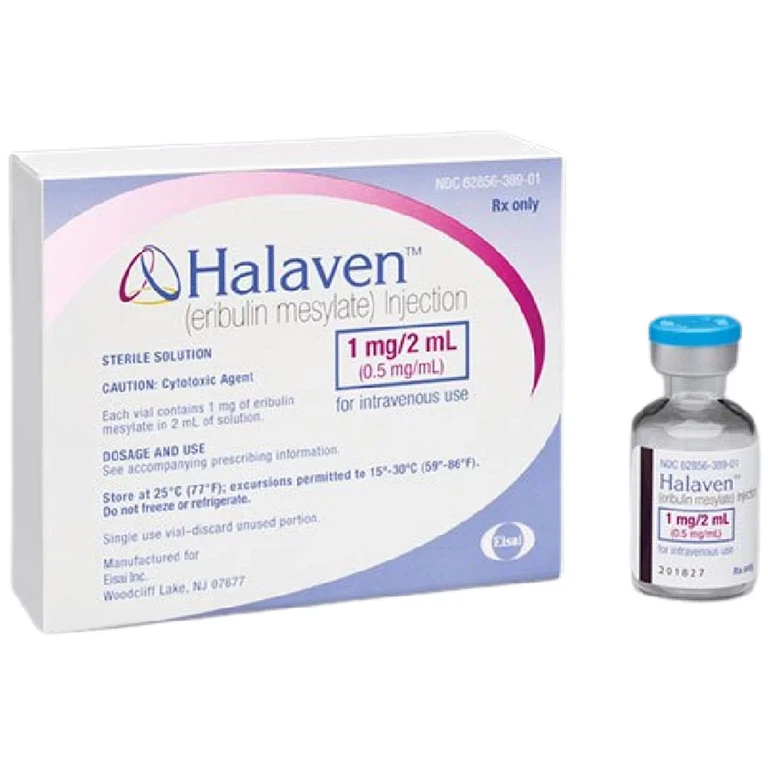 NDC 62856-389-01
Rx only
Halaven™
(eribulin mesylate) Injection
1 mg/2 mL
(0.5 mg/mL)
for intravenous use
STERILE SOLUTION
CAUTION: Cytotoxic Agent
Each vial contains 1 mg of eribulin
mesylate in 2 mL of solution.
DOSAGE AND USE
See accompanying prescribing information.
Store at 25°C (77°F); excursions permitted to 15°-30°C (59°-86°F).
Do not freeze or refrigerate.
Single use vial-discard unused portion.
Manufactured for
Eisai Inc.
Woodcliff Lake, NJ 07677
Eisai
NDC 62856-389-01
Halaven™
(eribulin mesylate) Injection
1 mg/2 mL
(0.5 mg/mL)
for intravenous use
201827
Rx only